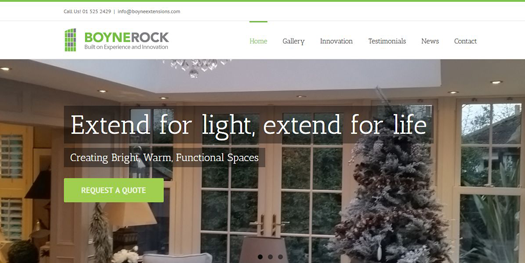 Call Us! 01 525 2429 | info@boyneextensions.com
BOYNEROCK
Built on Experience and Innovation
Home Gallery Innovation Testimonials News Contact
Extend for light, extend for life
Creating Bright, Warm, Functional Spaces
REQUEST A QUOTE